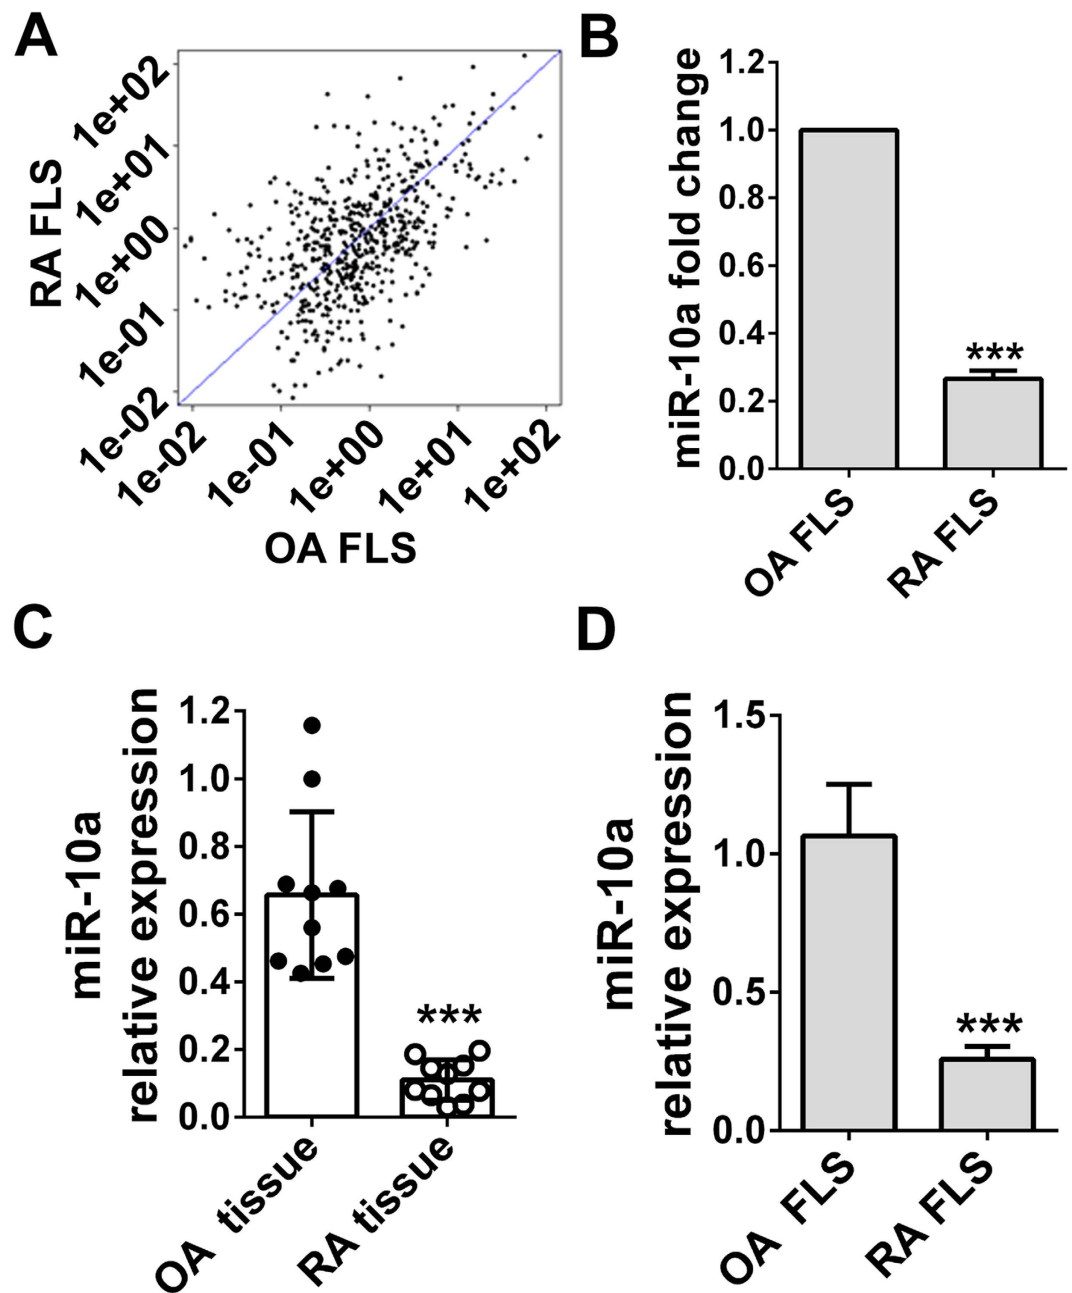 A
RA FLS
1e+02
1e+01
1e+00
1e-01
1e-02
1e-02
1e-01
1e+00
1e+01
1e+02
OA FLS
B
miR-10a fold change
1.2
1.0
0.8
0.6
0.4
0.2
0.0
***
OA FLS
RA FLS
C
miR-10a
relative expression
1.2
1.0
0.8
0.6
0.4
0.2
0.0
***
OA tissue
RA tissue
D
miR-10a
relative expression
1.5
1.0
0.5
0.0
***
OA FLS
RA FLS